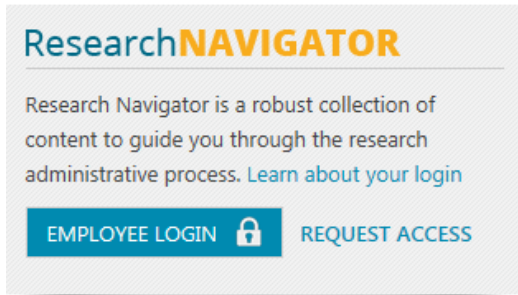 ResearchNAVIGATOR
Research Navigator is a robust collection of
content to guide you through the research
administrative process. Learn about your login
EMPLOYEE LOGIN REQUEST ACCESS